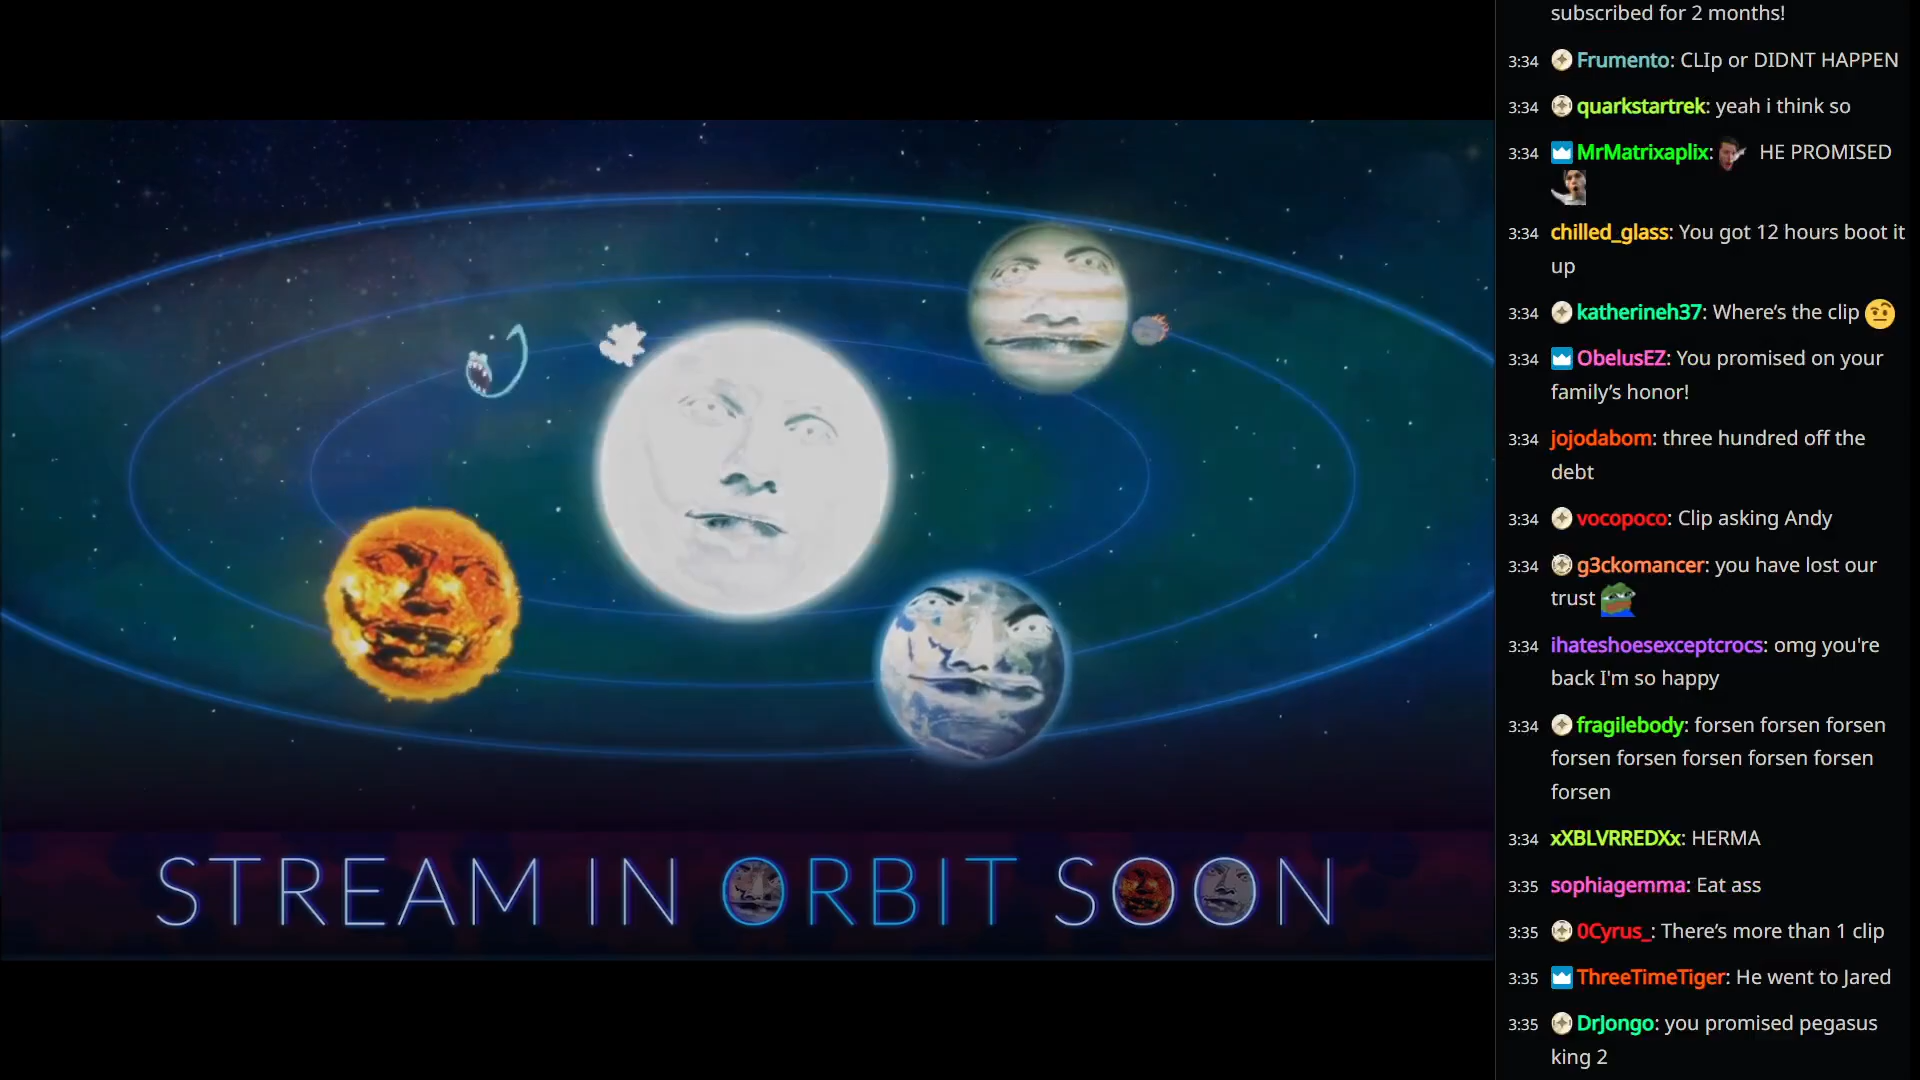 subscribed for 2 months!
3:34 Frumento: CLIp or DIDNT HAPPEN
3:34 quarkstartrek: yeah i think so
3:34 MrMatrixaplix: HE PROMISED
3:34 chilled_glass: You got 12 hours boot it
up
3:34 katherineh37: Where’s the clip 🤨
3:34 ObelusEZ: You promised on your
family’s honor!
3:34 jojodabom: three hundred off the
debt
3:34 vocopoco: Clip asking Andy
3:34 g3ckomancer: you have lost our
trust
3:34 ihateshoesexceptcrocs: omg you're
back I'm so happy
3:34 fragilebody: forsen forsen forsen
forsen forsen forsen forsen forsen
forsen
3:34 xXBLVRREDXx: HERMA
3:35 sophiagemma: Eat ass
3:35 0Cyrus_: There’s more than 1 clip
3:35 ThreeTimeTiger: He went to Jared
3:35 DrJongo: you promised pegasus
king 2
STREAM IN ORBIT SOON